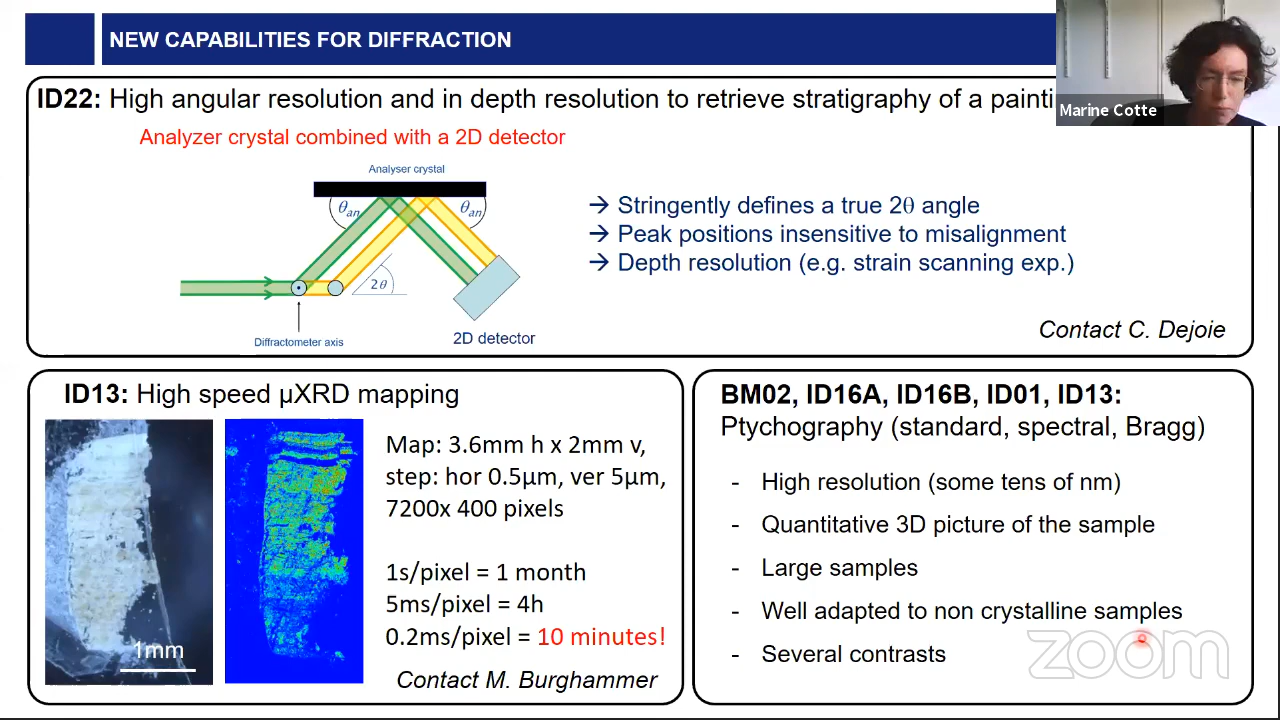 NEW CAPABILITIES FOR DIFFRACTION
Marine Cotte
ID22: High angular resolution and in depth resolution to retrieve stratigraphy of a
Analyzer crystal combined with a 2D detector
Analyser crystal
θan
θan
2θ
Diffractometer axis
2D detector
→ Stringently defines a true 2θ angle
→ Peak positions insensitive to misalignment
→ Depth resolution (e.g. strain scanning exp.)
Contact C. Dejoie
ID13: High speed µXRD mapping
1mm
Map: 3.6mm h x 2mm v,
step: hor 0.5µm, ver 5µm,
7200x 400 pixels
1s/pixel = 1 month
5ms/pixel = 4h
0.2ms/pixel = 10 minutes!
Contact M. Burghammer
BM02, ID16A, ID16B, ID01, ID13:
Ptychography (standard, spectral, Bragg)
- High resolution (some tens of nm)
- Quantitative 3D picture of the sample
- Large samples
- Well adapted to non crystalline samples
- Several contrasts
zoom